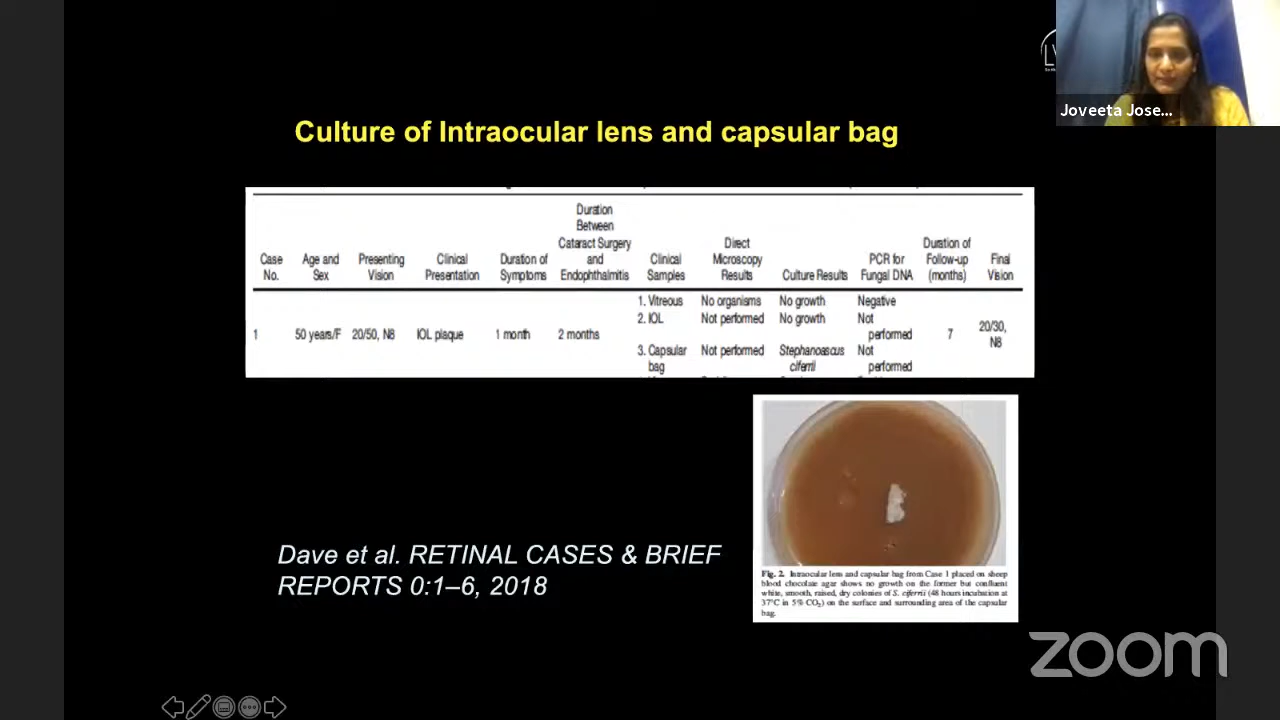 Joveeta Jose...
Culture of Intraocular lens and capsular bag
Duration
Between
Cataract Surgery Direct Duration of
Case Age and Presenting Clinical Duration of and Clinical Microscopy PCR for Follow-up Final
No. Sex Vision Presentation Symptoms Endophthalmitis Samples Results Culture Results Fungal DNA (months) Vision
1. Vitreous No organisms No growth Negative
2. IOL Not performed No growth Not
1 50 years/F 20/50, N8 IOL plaque 1 month 2 months performed 7 20/30, N8
3. Capsular Not performed Stephanoascus Not
bag ciferrii performed
Dave et al. RETINAL CASES & BRIEF
REPORTS 0:1–6, 2018
Fig. 2. Intraocular lens and capsular bag from Case 1 placed on sheep
blood chocolate agar shows no growth on the former but confluent
white, smooth, raised, dry colonies of S. ciferrii (48 hours incubation at
37°C in 5% CO2) on the surface and surrounding area of the capsular
bag.
zoom